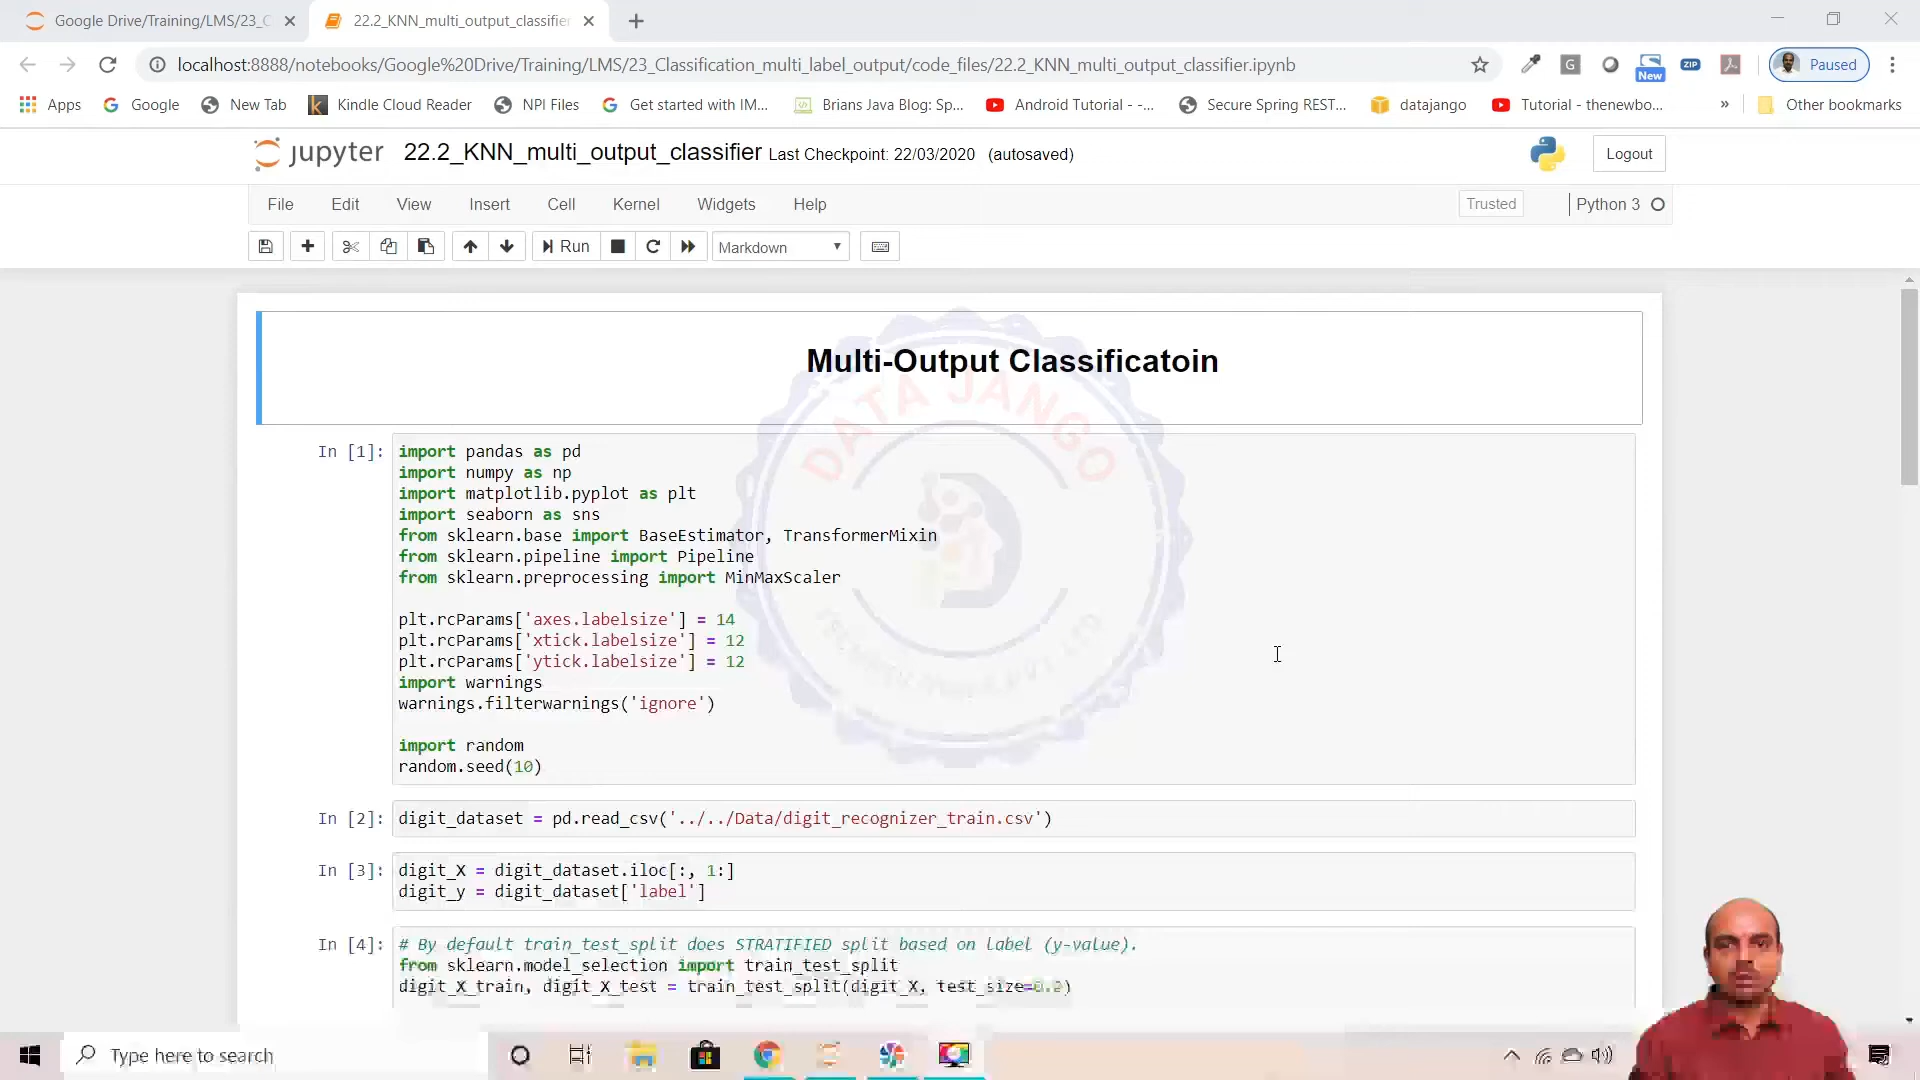 Google Drive/Training/LMS/23_C
22.2_KNN_multi_output_classifier
localhost:8888/notebooks/Google%20Drive/Training/LMS/23_Classification_multi_label_output/code_files/22.2_KNN_multi_output_classifier.ipynb
G
New
ZIP
Paused
Apps
Google
New Tab
Kindle Cloud Reader
NPI Files
Get started with IM...
Brians Java Blog: Sp...
Android Tutorial - -...
Secure Spring REST...
datajango
Tutorial - thenewbo...
»
Other bookmarks
jupyter
22.2_KNN_multi_output_classifier Last Checkpoint: 22/03/2020 (autosaved)
Logout
File Edit View Insert Cell Kernel Widgets Help
Trusted
Python 3
Run
Markdown
Multi-Output Classificatoin
DATA JANGO
In [1]: import pandas as pd
import numpy as np
import matplotlib.pyplot as plt
import seaborn as sns
from sklearn.base import BaseEstimator, TransformerMixin
from sklearn.pipeline import Pipeline
from sklearn.preprocessing import MinMaxScaler
plt.rcParams['axes.labelsize'] = 14
plt.rcParams['xtick.labelsize'] = 12
plt.rcParams['ytick.labelsize'] = 12
import warnings
warnings.filterwarnings('ignore')
import random
random.seed(10)
In [2]: digit_dataset = pd.read_csv('../../Data/digit_recognizer_train.csv')
In [3]: digit_X = digit_dataset.iloc[:, 1:]
digit_y = digit_dataset['label']
In [4]: # By default train_test_split does STRATIFIED split based on label (y-value).
from sklearn.model_selection import train_test_split
digit_X_train, digit_X_test = train_test_split(digit_X, test_size=0.2)
Type here to search